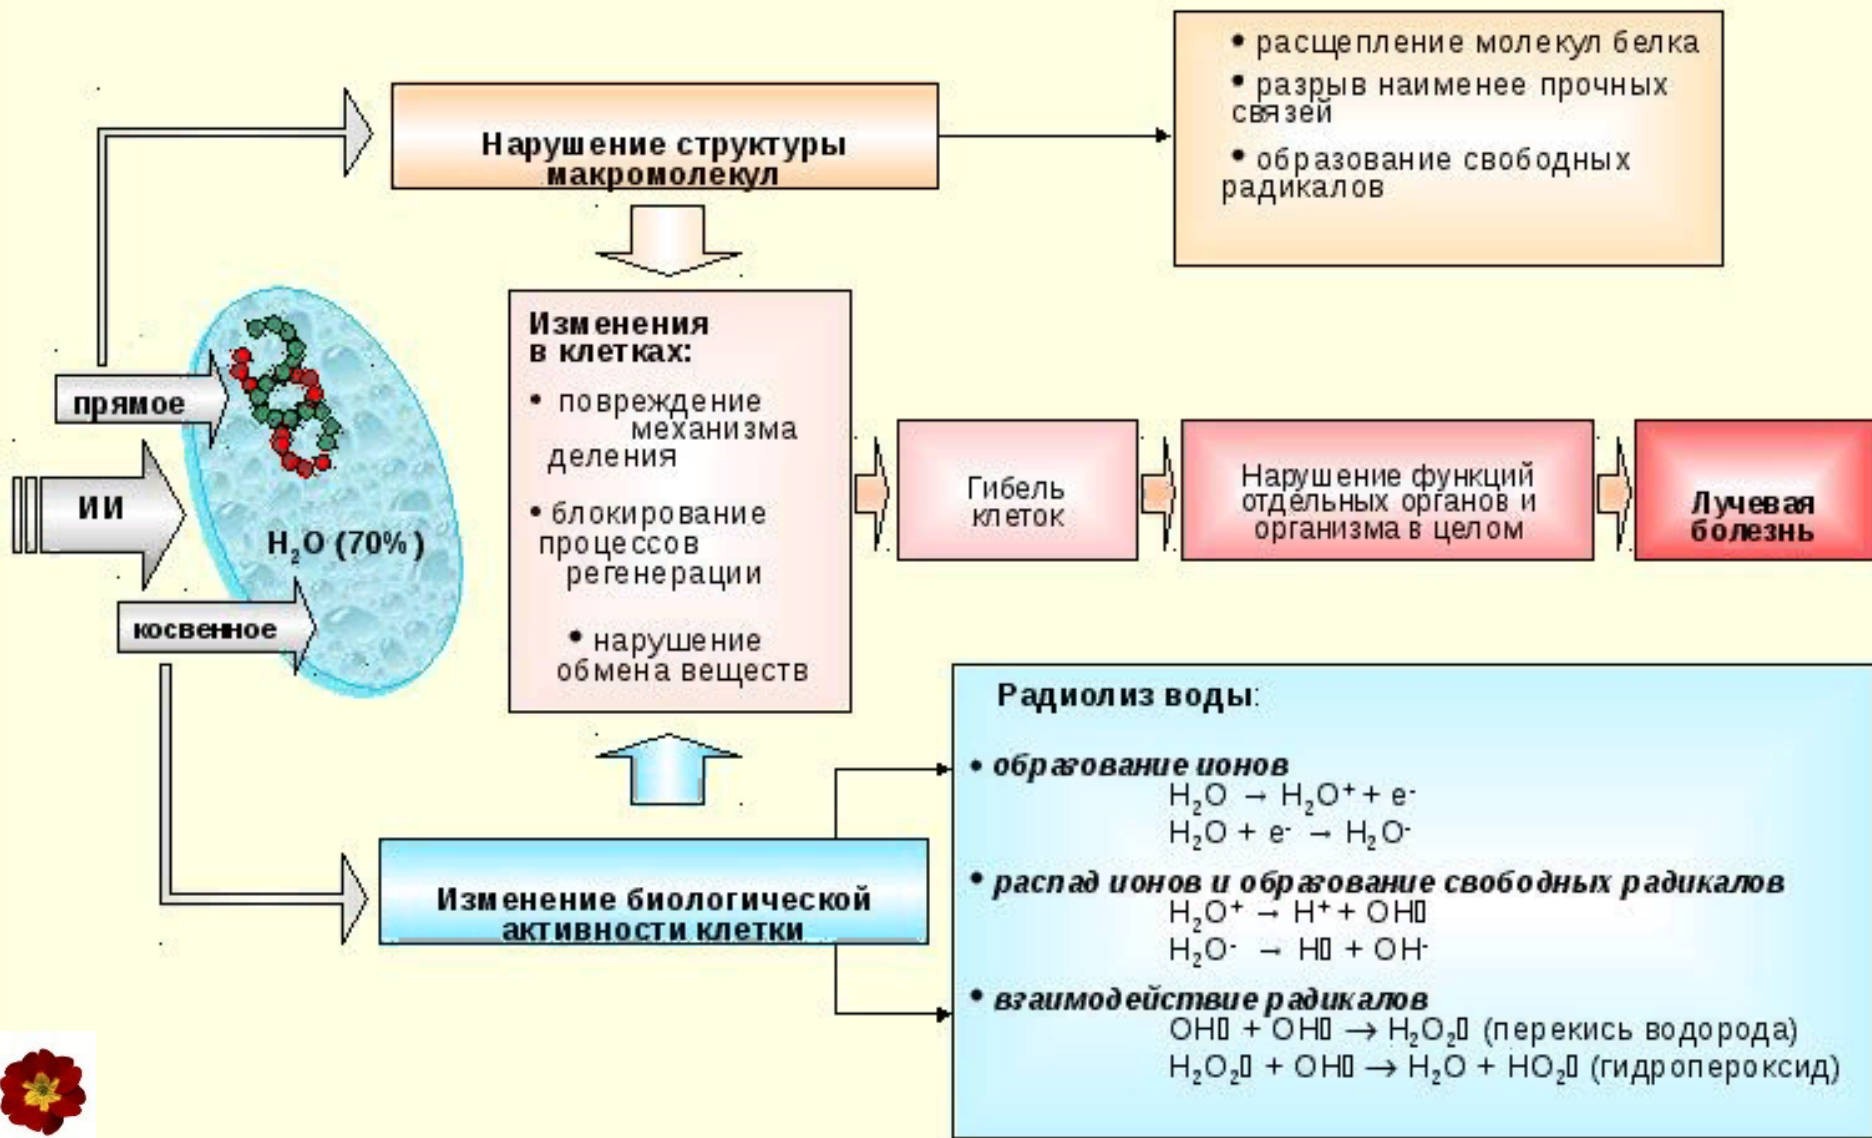 • расщепление молекул белка
• разрыв наименее прочных
связей
• образование свободных
радикалов
Нарушение структуры
макромолекул
прямое
ИИ
H₂O (70%)
косвенное
Изменения
в клетках:
• повреждение
механизма
деления
• блокирование
процессов
регенерации
• нарушение
обмена веществ
Гибель
клеток
Нарушение функций
отдельных органов и
организма в целом
Лучевая
болезнь
Изменение биологической
активности клетки
Радиолиз воды:
• образование ионов
H₂O → H₂O⁺ + e⁻
H₂O + e⁻ → H₂O⁻
• распад ионов и образование свободных радикалов
H₂O⁺ → H⁺ + OH▯
H₂O⁻ → H▯ + OH⁻
• взаимодействие радикалов
OH▯ + OH▯ → H₂O₂▯ (перекись водорода)
H₂O₂▯ + OH▯ → H₂O + HO₂▯ (гидропероксид)